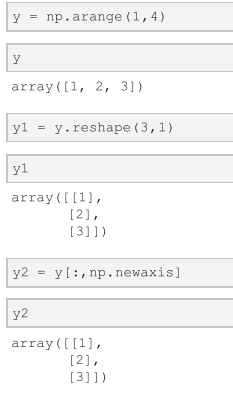 y = np.arange(1,4)
y
array([1, 2, 3])
y1 = y.reshape(3,1)
y1
array([[1],
       [2],
       [3]])
y2 = y[:,np.newaxis]
y2
array([[1],
       [2],
       [3]])